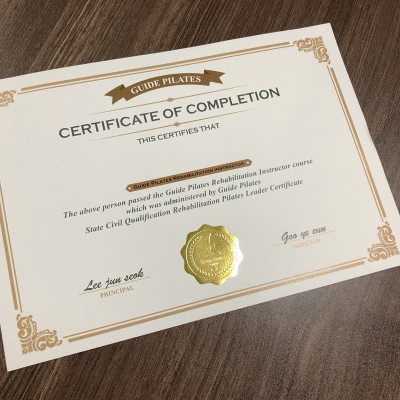 GUIDE PILATES
CERTIFICATE OF COMPLETION
THIS CERTIFIES THAT
GUIDE PILATES REHABILITATION INSTRUCTOR
The above person passed the Guide Pilates Rehabilitation Instructor course
which was administered by Guide Pilates
State Civil Qualification Rehabilitation Pilates Leader Certificate
Lee jun seok
PRINCIPAL
Goo ye eun